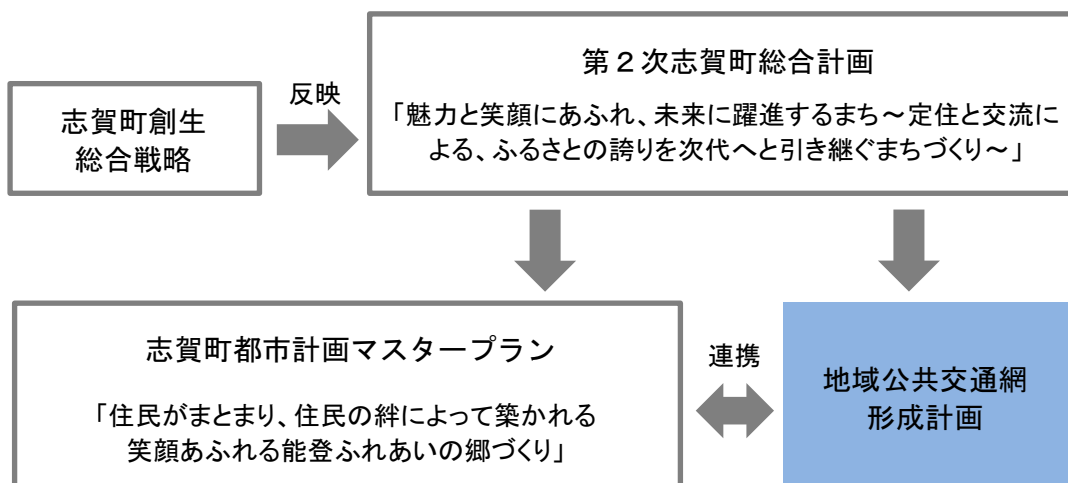 志賀町創生
総合戦略
反映
第２次志賀町総合計画
「魅力と笑顔にあふれ、未来に躍進するまち～定住と交流に
よる、ふるさとの誇りを次代へと引き継ぐまちづくり～」
志賀町都市計画マスタープラン
「住民がまとまり、住民の絆によって築かれる
笑顔あふれる能登ふれあいの郷づくり」
連携
地域公共交通網
形成計画